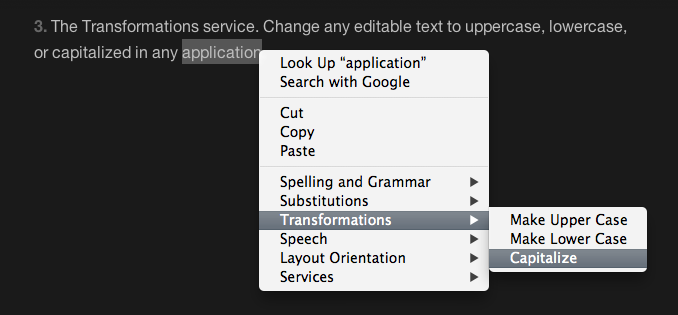 3. The Transformations service. Change any editable text to uppercase, lowercase,
or capitalized in any application
Look Up “application”
Search with Google
Cut
Copy
Paste
Spelling and Grammar
Substitutions
Transformations
Speech
Layout Orientation
Services
Make Upper Case
Make Lower Case
Capitalize